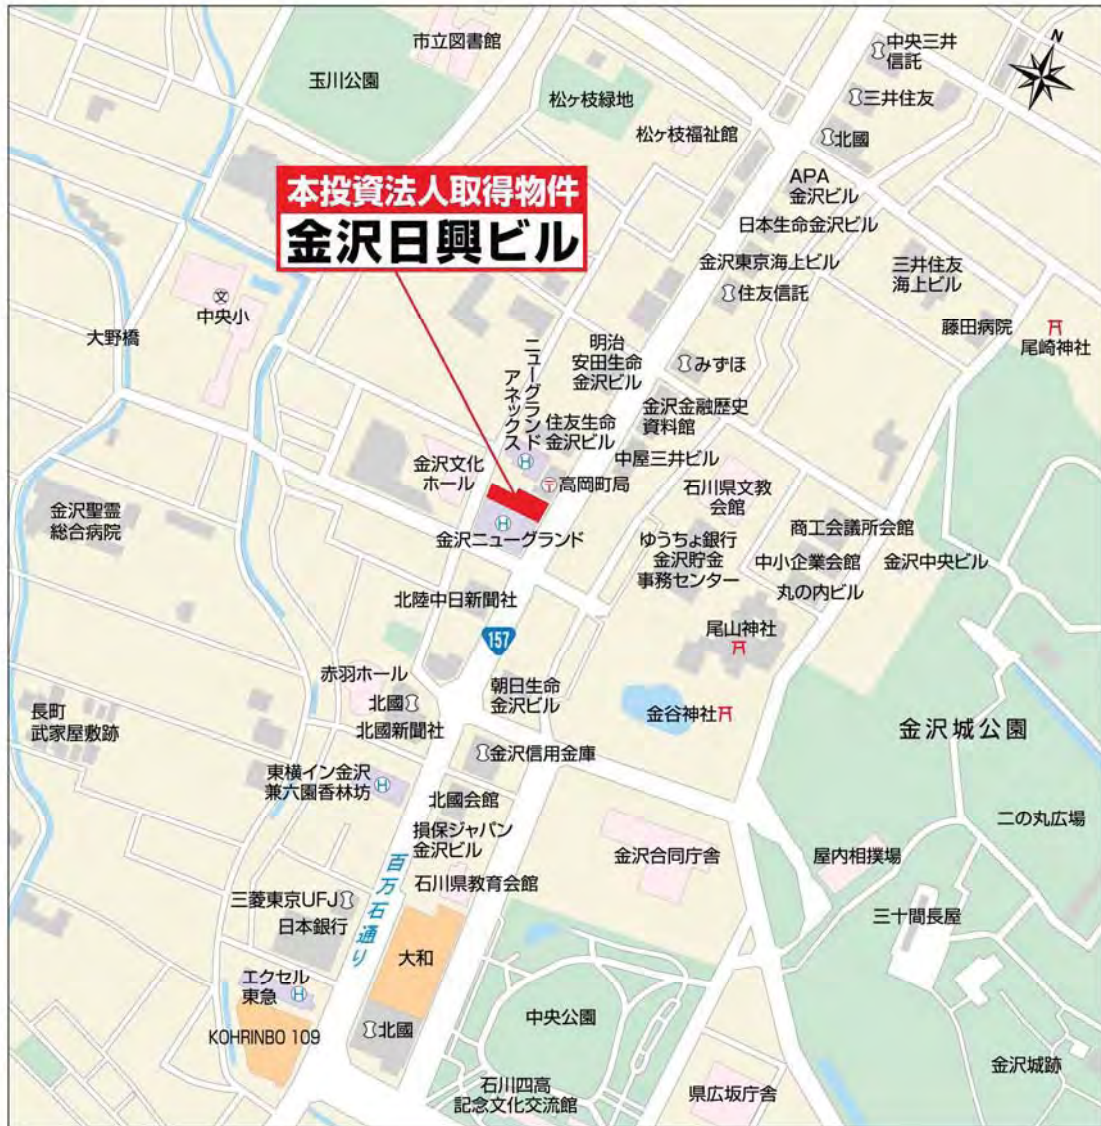 市立図書館
玉川公園
中央三井
信託
N
三井住友
松ヶ枝緑地
松ヶ枝福祉館
北國
本投資法人取得物件
金沢日興ビル
APA
金沢ビル
日本生命金沢ビル
金沢東京海上ビル
三井住友
海上ビル
住友信託
文
中央小
大野橋
藤田病院
尾崎神社
ニューグランド
アネックス
明治
安田生命
金沢ビル
みずほ
金沢金融歴史
資料館
住友生命
金沢ビル
中屋三井ビル
金沢文化
ホール
H
〒高岡町局
石川県文教
会館
金沢聖霊
総合病院
H
金沢ニューグランド
ゆうちょ銀行
金沢貯金
事務センター
商工会議所会館
中小企業会館
金沢中央ビル
丸の内ビル
北陸中日新聞社
157
尾山神社
赤羽ホール
北國
北國新聞社
朝日生命
金沢ビル
金谷神社
長町
武家屋敷跡
金沢城公園
金沢信用金庫
東横イン金沢
兼六園香林坊
H
北國会館
損保ジャパン
金沢ビル
二の丸広場
金沢合同庁舎
屋内相撲場
百万石通り
石川県教育会館
三菱東京UFJ
日本銀行
三十間長屋
大和
エクセル
東急
H
中央公園
KOHRINBO 109
北國
金沢城跡
石川四高
記念文化交流館
県広坂庁舎